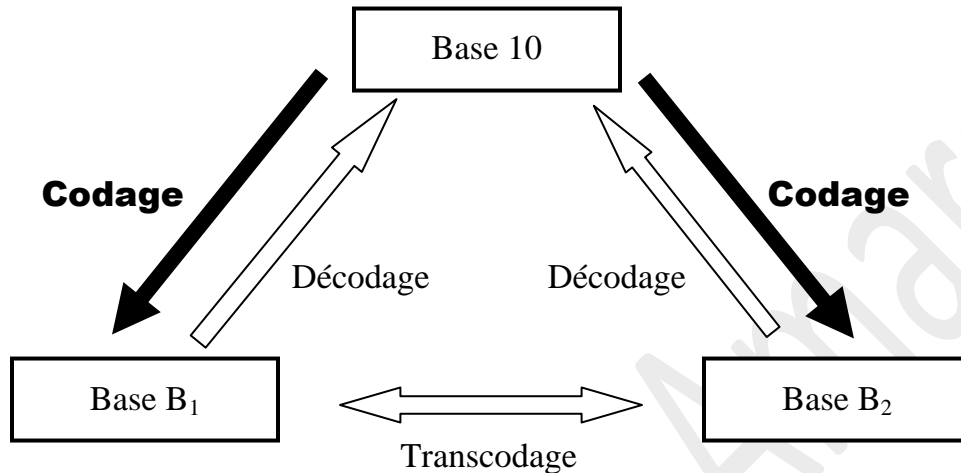 Base 10
Codage
Codage
Décodage
Décodage
Base B₁
Base B₂
Transcodage